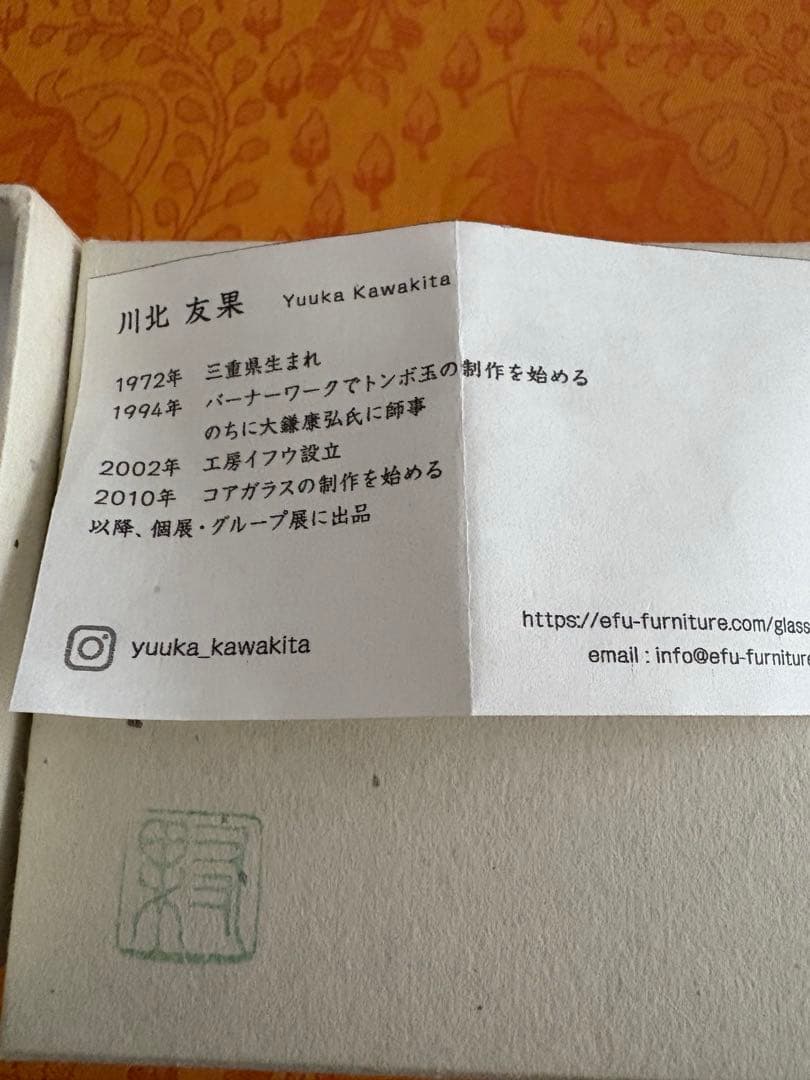 川北 友果 Yuuka Kawakita
1972年 三重県生まれ
1994年 バーナーワークでトンボ玉の制作を始める
のちに大鎌康弘氏に師事
2002年 工房イフウ設立
2010年 コアガラスの制作を始める
以降、個展・グループ展に出品
yuuka_kawakita
https://efu-furniture.com/glass
email : info@efu-furniture